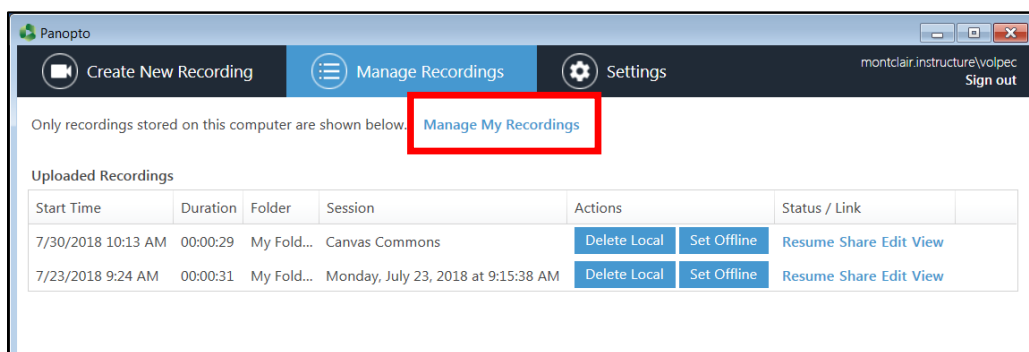 Panopto
Create New Recording Manage Recordings Settings montclair.instructure\volpec
Sign out
Only recordings stored on this computer are shown below. Manage My Recordings
Uploaded Recordings
Start Time Duration Folder Session Actions Status / Link
7/30/2018 10:13 AM 00:00:29 My Fold... Canvas Commons Delete Local Set Offline Resume Share Edit View
7/23/2018 9:24 AM 00:00:31 My Fold... Monday, July 23, 2018 at 9:15:38 AM Delete Local Set Offline Resume Share Edit View